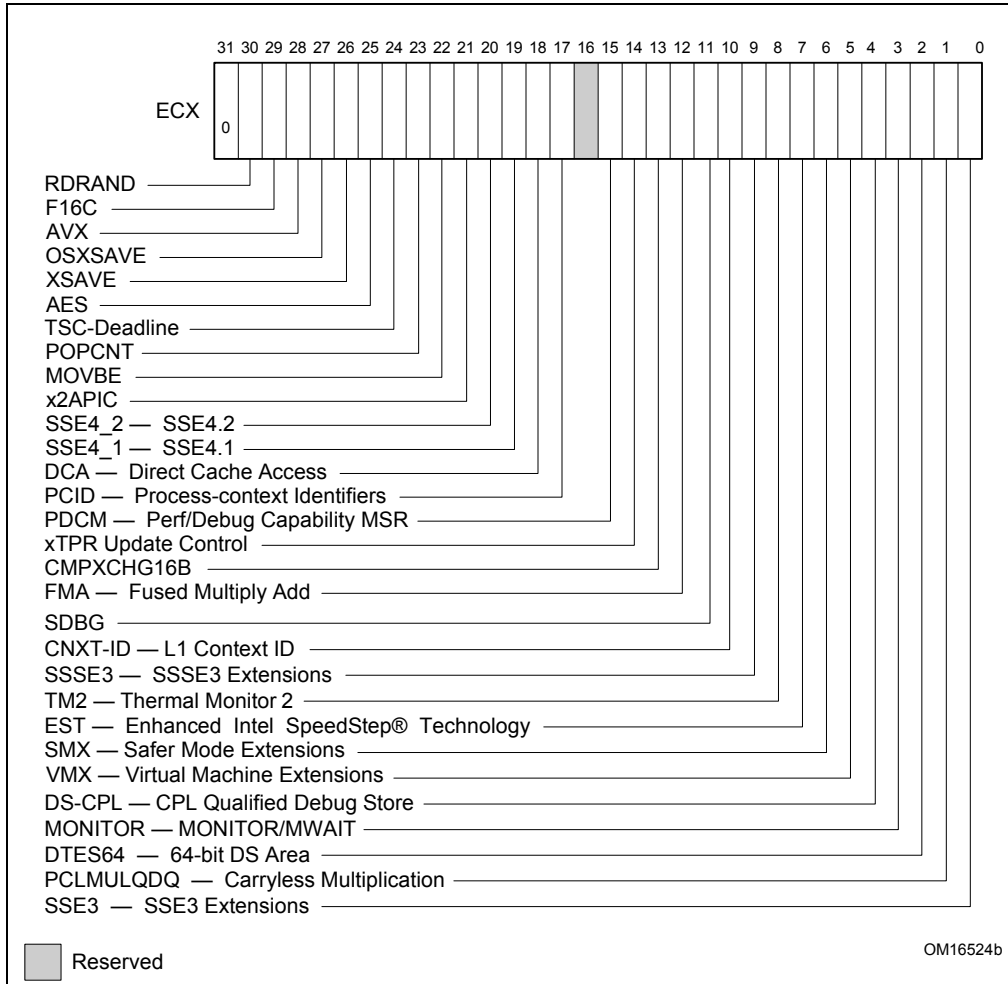 31 30 29 28 27 26 25 24 23 22 21 20 19 18 17 16 15 14 13 12 11 10 9 8 7 6 5 4 3 2 1 0
ECX
0
RDRAND
F16C
AVX
OSXSAVE
XSAVE
AES
TSC-Deadline
POPCNT
MOVBE
x2APIC
SSE4_2 — SSE4.2
SSE4_1 — SSE4.1
DCA — Direct Cache Access
PCID — Process-context Identifiers
PDCM — Perf/Debug Capability MSR
xTPR Update Control
CMPXCHG16B
FMA — Fused Multiply Add
SDBG
CNXT-ID — L1 Context ID
SSSE3 — SSSE3 Extensions
TM2 — Thermal Monitor 2
EST — Enhanced Intel SpeedStep® Technology
SMX — Safer Mode Extensions
VMX — Virtual Machine Extensions
DS-CPL — CPL Qualified Debug Store
MONITOR — MONITOR/MWAIT
DTES64 — 64-bit DS Area
PCLMULQDQ — Carryless Multiplication
SSE3 — SSE3 Extensions
Reserved
OM16524b